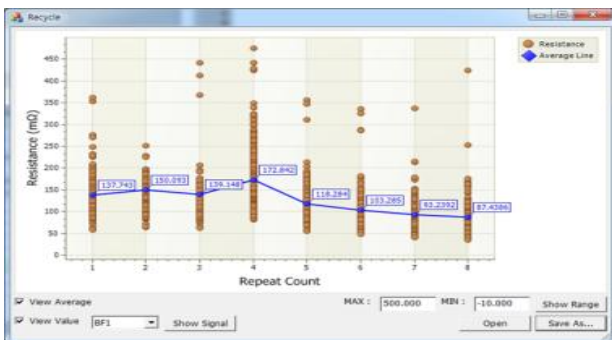 Recycle
Resistance
Average Line
Resistance (mΩ)
450
400
350
300
250
200
150
100
50
0
137.743
150.093
139.148
172.842
118.284
103.285
93.2392
87.4386
1 2 3 4 5 6 7 8
Repeat Count
View Average
MAX : 500.000 MIN : -10.000 Show Range
View Value BF1 Show Signal Open Save As...